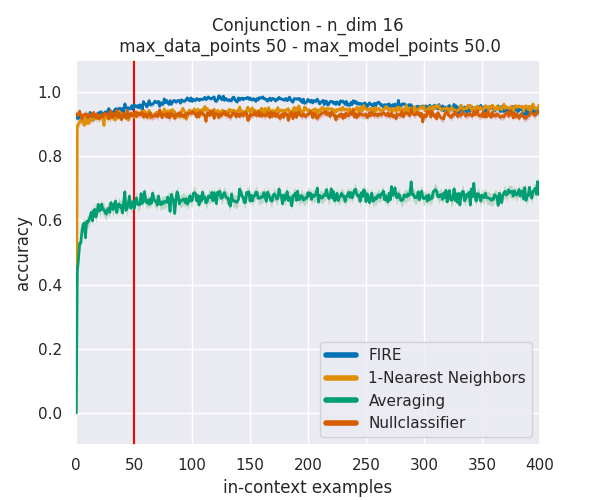 Conjunction - n_dim 16
max_data_points 50 - max_model_points 50.0
1.0
0.8
0.6
0.4
0.2
0.0
accuracy
FIRE
1-Nearest Neighbors
Averaging
Nullclassifier
0 50 100 150 200 250 300 350 400
in-context examples